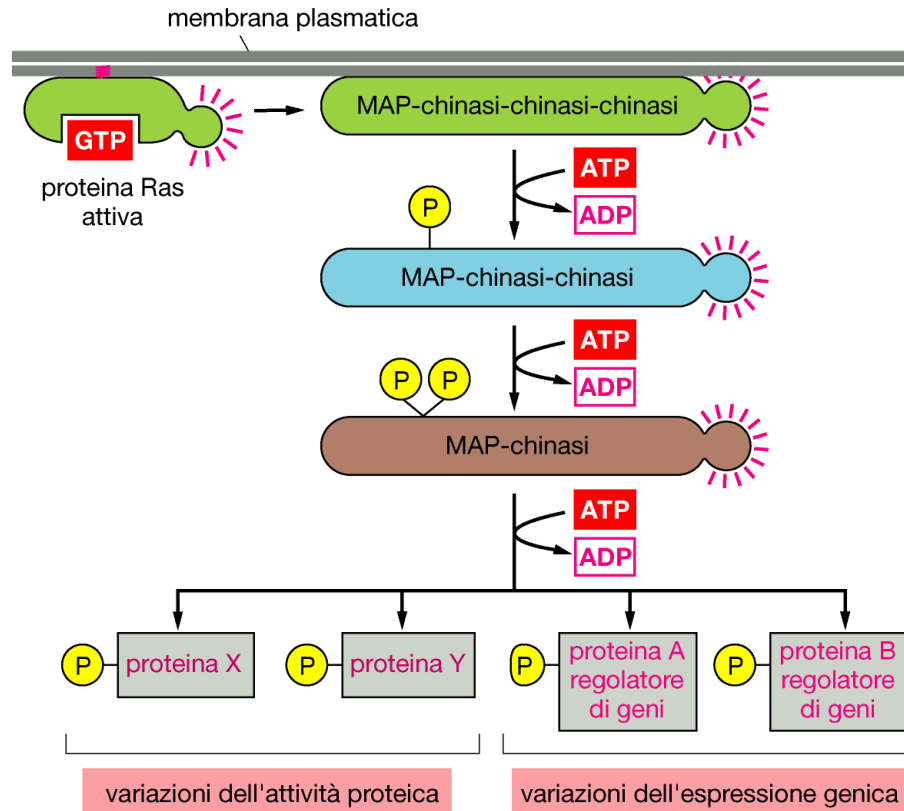 membrana plasmatica
MAP-chinasi-chinasi-chinasi
GTP
proteina Ras
attiva
ATP
ADP
P
MAP-chinasi-chinasi
ATP
ADP
P P
MAP-chinasi
ATP
ADP
P proteina X
P proteina Y
P proteina A
regolatore
di geni
P proteina B
regolatore
di geni
variazioni dell'attività proteica
variazioni dell'espressione genica